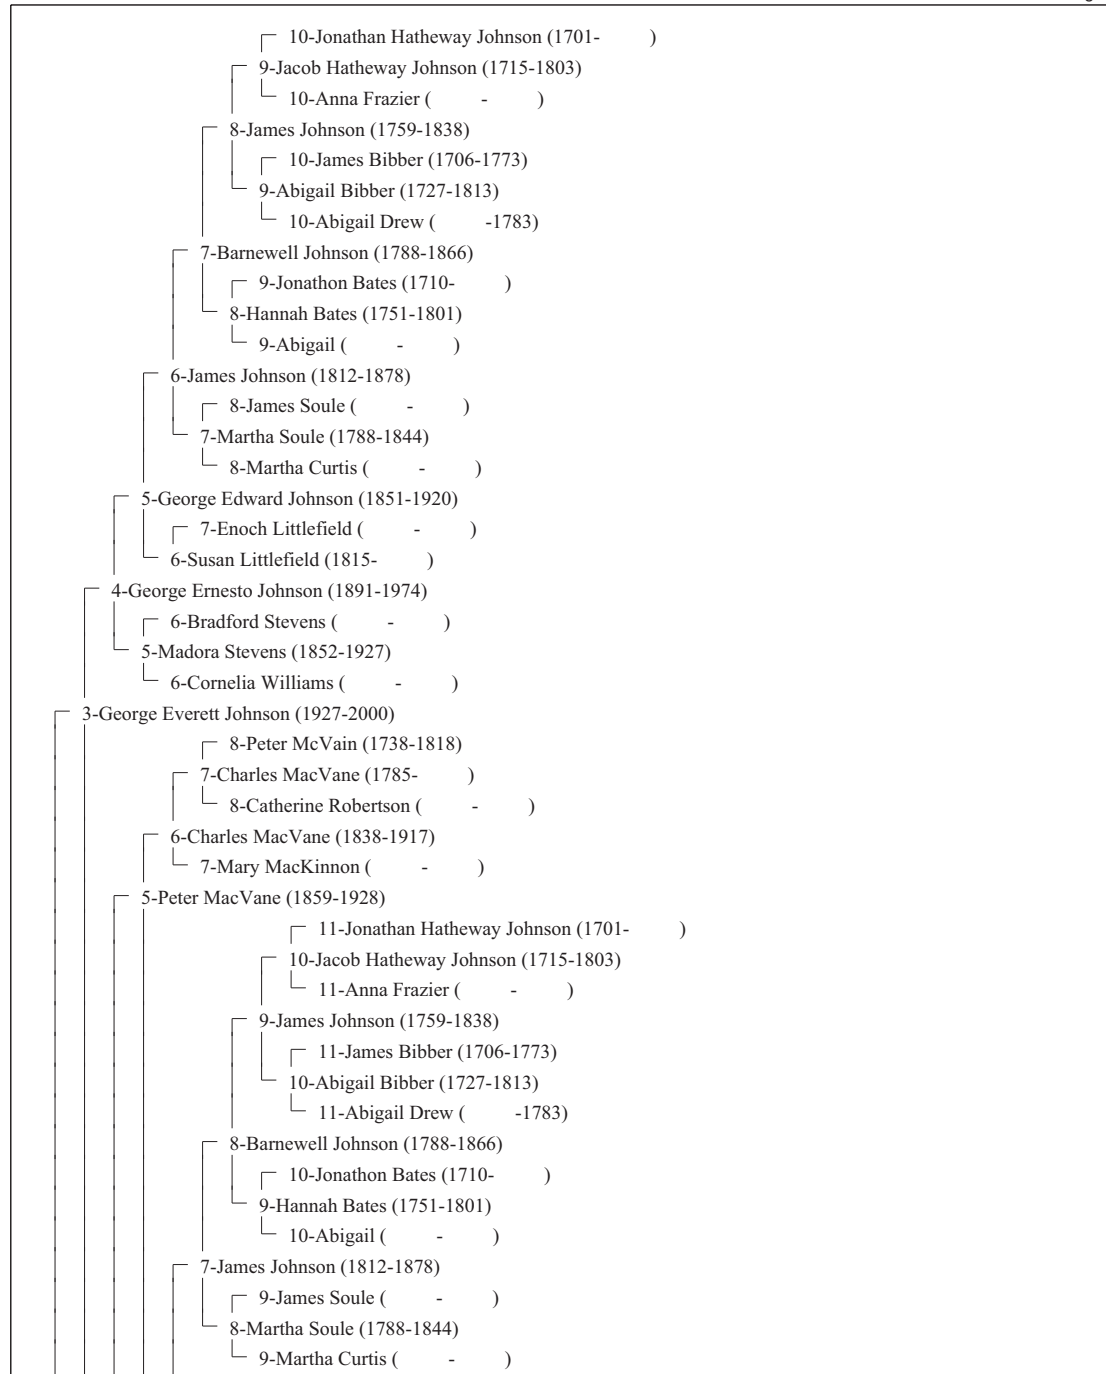 10-Jonathan Hatheway Johnson (1701- )
9-Jacob Hatheway Johnson (1715-1803)
10-Anna Frazier ( - )
8-James Johnson (1759-1838)
10-James Bibber (1706-1773)
9-Abigail Bibber (1727-1813)
10-Abigail Drew ( -1783)
7-Barnewell Johnson (1788-1866)
9-Jonathon Bates (1710- )
8-Hannah Bates (1751-1801)
9-Abigail ( - )
6-James Johnson (1812-1878)
8-James Soule ( - )
7-Martha Soule (1788-1844)
8-Martha Curtis ( - )
5-George Edward Johnson (1851-1920)
7-Enoch Littlefield ( - )
6-Susan Littlefield (1815- )
4-George Ernesto Johnson (1891-1974)
6-Bradford Stevens ( - )
5-Madora Stevens (1852-1927)
6-Cornelia Williams ( - )
3-George Everett Johnson (1927-2000)
8-Peter McVain (1738-1818)
7-Charles MacVane (1785- )
8-Catherine Robertson ( - )
6-Charles MacVane (1838-1917)
7-Mary MacKinnon ( - )
5-Peter MacVane (1859-1928)
11-Jonathan Hatheway Johnson (1701- )
10-Jacob Hatheway Johnson (1715-1803)
11-Anna Frazier ( - )
9-James Johnson (1759-1838)
11-James Bibber (1706-1773)
10-Abigail Bibber (1727-1813)
11-Abigail Drew ( -1783)
8-Barnewell Johnson (1788-1866)
10-Jonathon Bates (1710- )
9-Hannah Bates (1751-1801)
10-Abigail ( - )
7-James Johnson (1812-1878)
9-James Soule ( - )
8-Martha Soule (1788-1844)
9-Martha Curtis ( - )